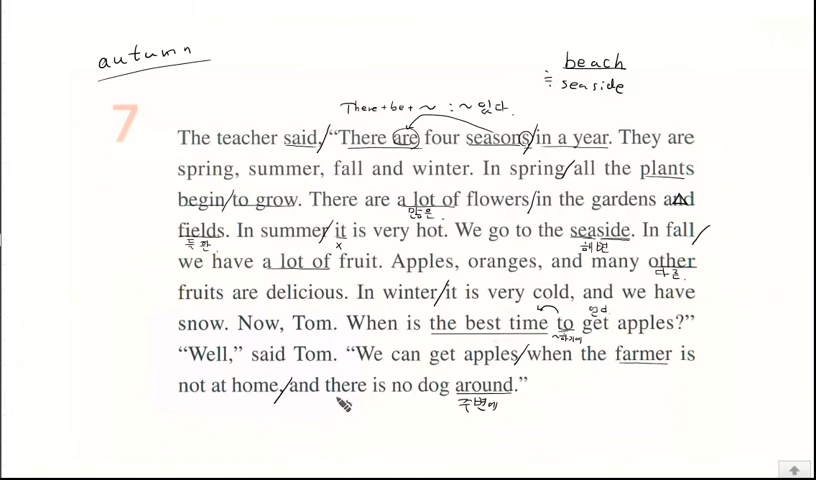 autumn
beach
≒ seaside
There+be+~ : ~ 있다.
7
The teacher said, “There are four seasons in a year. They are
spring, summer, fall and winter. In spring all the plants
begin to grow. There are a lot of flowers in the gardens and
많은
fields. In summer it is very hot. We go to the seaside. In fall
들판 x 해변
we have a lot of fruit. Apples, oranges, and many other
다른
fruits are delicious. In winter it is very cold, and we have
얻다
snow. Now, Tom. When is the best time to get apples?”
~하기에
“Well,” said Tom. “We can get apples when the farmer is
not at home, and there is no dog around.”
주변에